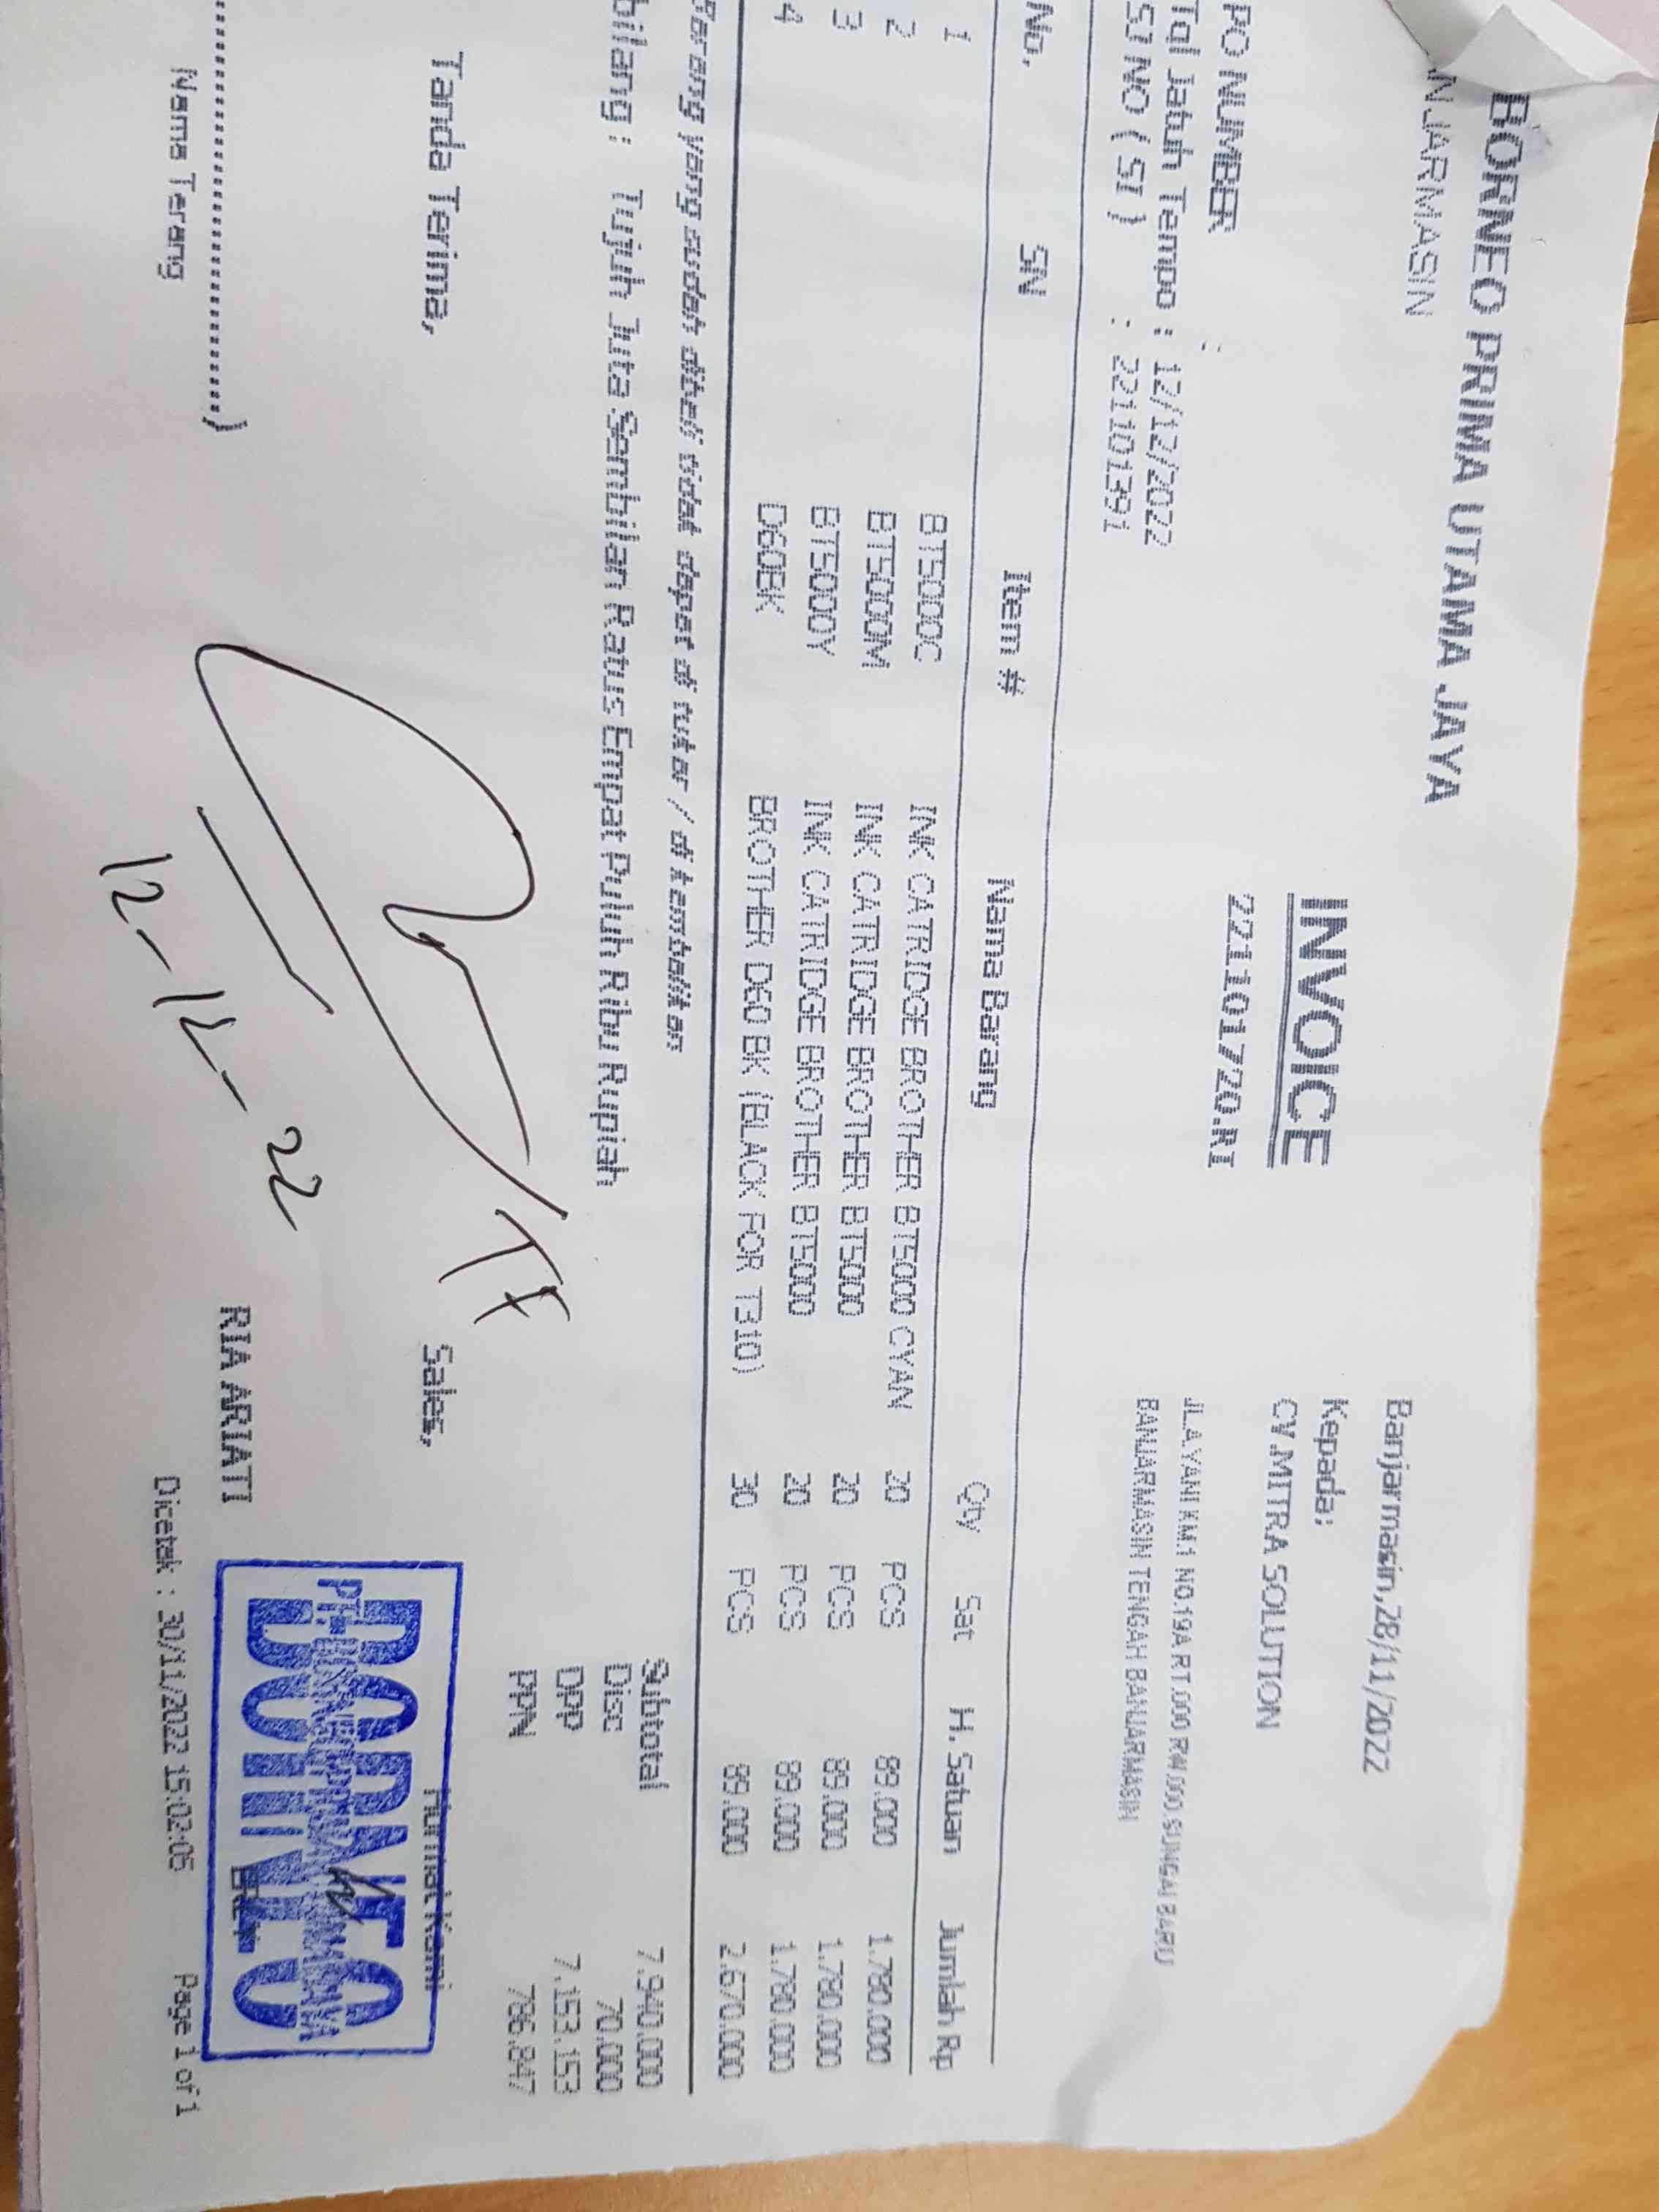 BORNEO PRIMA UTAMA JAYA
NJARMASIN
INVOICE
221101720.RI
Banjarmasin,28/11/2022
Kepada;
CV.MITRA SOLUTION
JL.A.YANI KM.1 NO.19A RT.000 RW.000 SUNGAI BARU
BANJARMASIN TENGAH BANJARMASIN
PO NUMBER :
Tgl Jatuh Tempo : 12/12/2022
SJ NO ( SI ) : 221101391
No, SN Item # Nama Barang Qty Sat H. Satuan Jumlah Rp
1 BT5000C INK CATRIDGE BROTHER BT5000 CYAN 20 PCS 89.000 1.780.000
2 BT5000M INK CATRIDGE BROTHER BT5000 20 PCS 89.000 1.780.000
3 BT5000Y INK CATRIDGE BROTHER BT5000 20 PCS 89.000 1.780.000
4 D60BK BROTHER D60 BK (BLACK FOR T310) 30 PCS 89.000 2.670.000
Barang yang sudah dibeli tidak dapat di tukar / di kembalikan
bilang : Tujuh Juta Sembilan Ratus Empat Puluh Ribu Rupiah
Subtotal 7.940.000
Disc 70.000
DPP 7.153.153
PPN 786.847
Tanda Terima,
Sales,
Hormat Kami
BORNEO
..............................)
Nama Terang
12-12-22
RIA ARIATI
Dicetak : 30/11/2022 15:02:06 Page 1 of 1